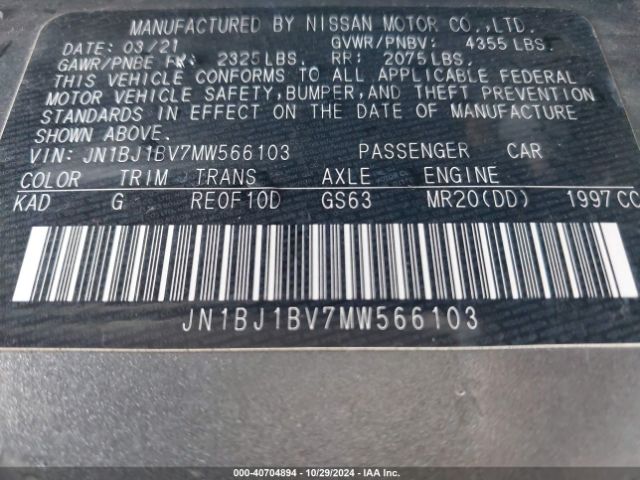 MANUFACTURED BY NISSAN MOTOR CO.,LTD.
DATE: 03/21 GVWR/PNBV: 4355 LBS.
GAWR/PNBE FR: 2325 LBS. RR: 2075 LBS.
THIS VEHICLE CONFORMS TO ALL APPLICABLE FEDERAL
MOTOR VEHICLE SAFETY, BUMPER, AND THEFT PREVENTION
STANDARDS IN EFFECT ON THE DATE OF MANUFACTURE
SHOWN ABOVE.
VIN: JN1BJ1BV7MW566103 PASSENGER CAR
COLOR TRIM TRANS AXLE ENGINE
KAD G RE0F10D GS63 MR20(DD) 1997 CC
JN1BJ1BV7MW566103
000-40704894 - 10/29/2024 - IAA Inc.